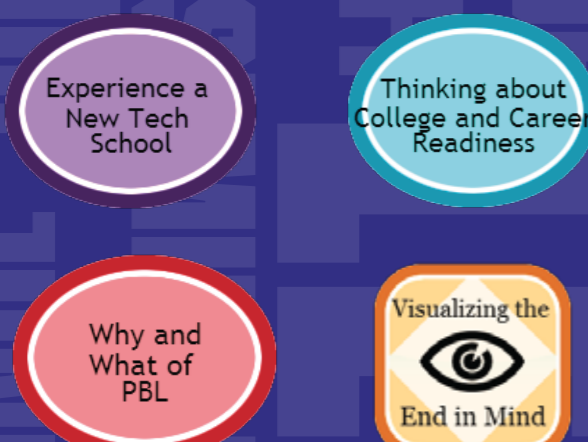 Experience a
New Tech
School
Thinking about
College and Career
Readiness
Why and
What of
PBL
Visualizing the
End in Mind